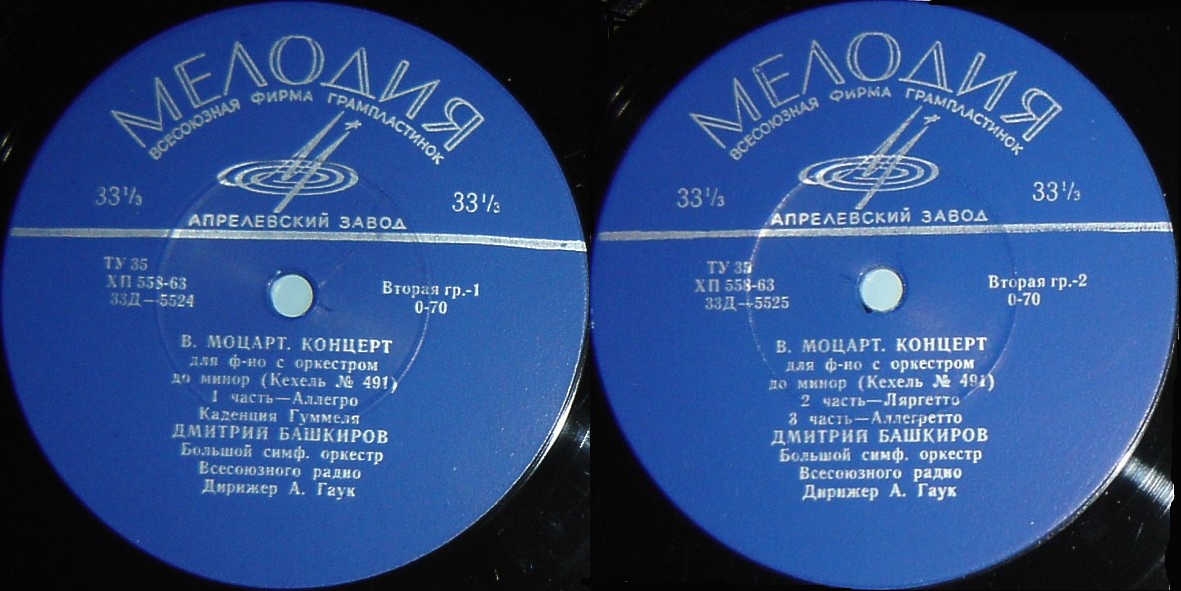 МЕЛОДИЯ
ВСЕСОЮЗНАЯ ФИРМА ГРАМПЛАСТИНОК
33⅓ 33⅓
АПРЕЛЕВСКИЙ ЗАВОД
ТУ 35
ХП 558-63
33Д—5524
Вторая гр.-1
0-70
В. МОЦАРТ. КОНЦЕРТ
для ф-но с оркестром
до минор (Кехель № 491)
1 часть—Аллегро
Каденция Гуммеля
ДМИТРИЙ БАШКИРОВ
Большой симф. оркестр
Всесоюзного радио
Дирижер А. Гаук
МЕЛОДИЯ
ВСЕСОЮЗНАЯ ФИРМА ГРАМПЛАСТИНОК
33⅓ 33⅓
АПРЕЛЕВСКИЙ ЗАВОД
ТУ 35
ХП 558-63
33Д—5525
Вторая гр.-2
0-70
В. МОЦАРТ. КОНЦЕРТ
для ф-но с оркестром
до минор (Кехель № 491)
2 часть—Ляргетто
3 часть—Аллегретто
ДМИТРИЙ БАШКИРОВ
Большой симф. оркестр
Всесоюзного радио
Дирижер А. Гаук